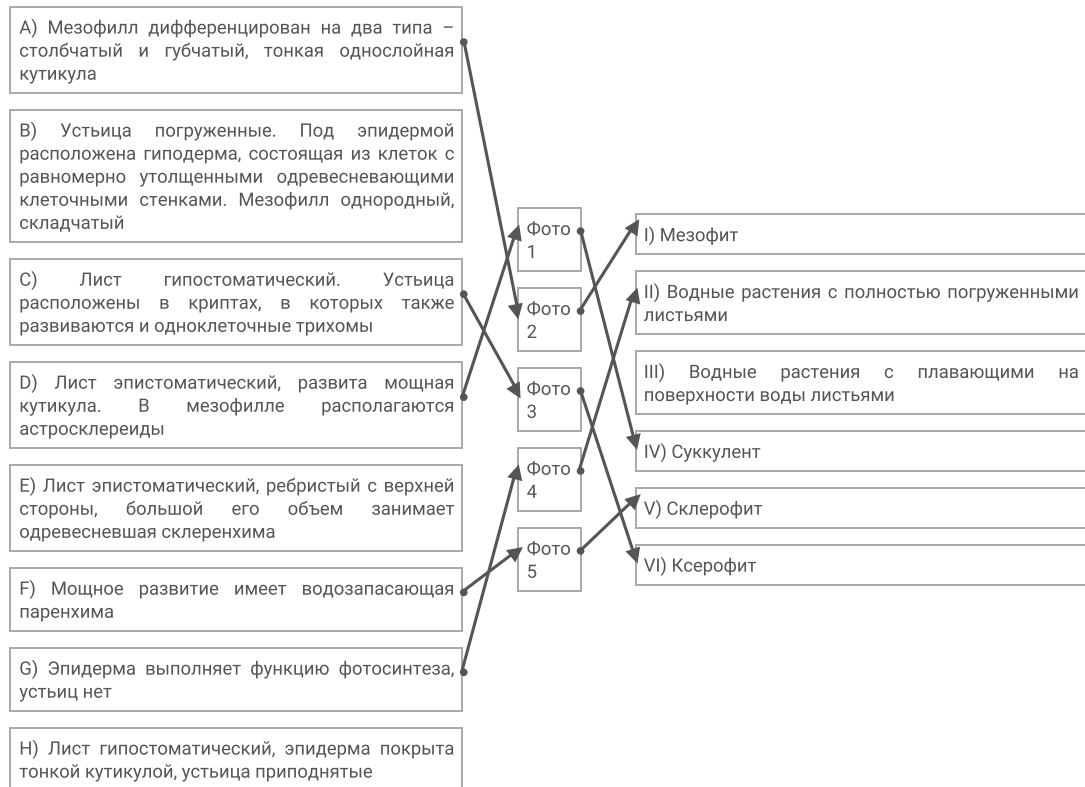 A) Мезофилл дифференцирован на два типа –
столбчатый и губчатый, тонкая однослойная
кутикула
B) Устьица погруженные. Под эпидермой
расположена гиподерма, состоящая из клеток с
равномерно утолщенными одревесневающими
клеточными стенками. Мезофилл однородный,
складчатый
C) Лист гипостоматический. Устьица
расположены в криптах, в которых также
развиваются и одноклеточные трихомы
D) Лист эпистоматический, развита мощная
кутикула. В мезофилле располагаются
астросклереиды
E) Лист эпистоматический, ребристый с верхней
стороны, большой его объем занимает
одревесневшая склеренхима
F) Мощное развитие имеет водозапасающая
паренхима
G) Эпидерма выполняет функцию фотосинтеза,
устьиц нет
H) Лист гипостоматический, эпидерма покрыта
тонкой кутикулой, устьица приподнятые
Фото
1
Фото
2
Фото
3
Фото
4
Фото
5
I) Мезофит
II) Водные растения с полностью погруженными
листьями
III) Водные растения с плавающими на
поверхности воды листьями
IV) Суккулент
V) Склерофит
VI) Ксерофит